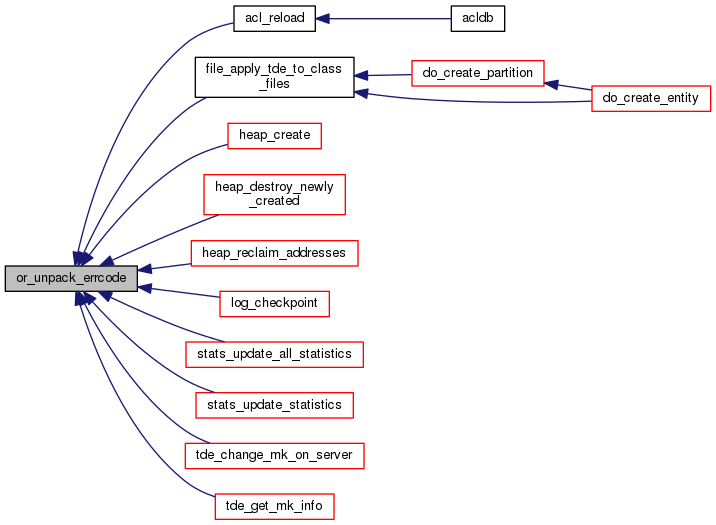 acl_reload
acldb
file_apply_tde_to_class
_files
do_create_partition
do_create_entity
heap_create
heap_destroy_newly
_created
heap_reclaim_addresses
or_unpack_errcode
log_checkpoint
stats_update_all_statistics
stats_update_statistics
tde_change_mk_on_server
tde_get_mk_info